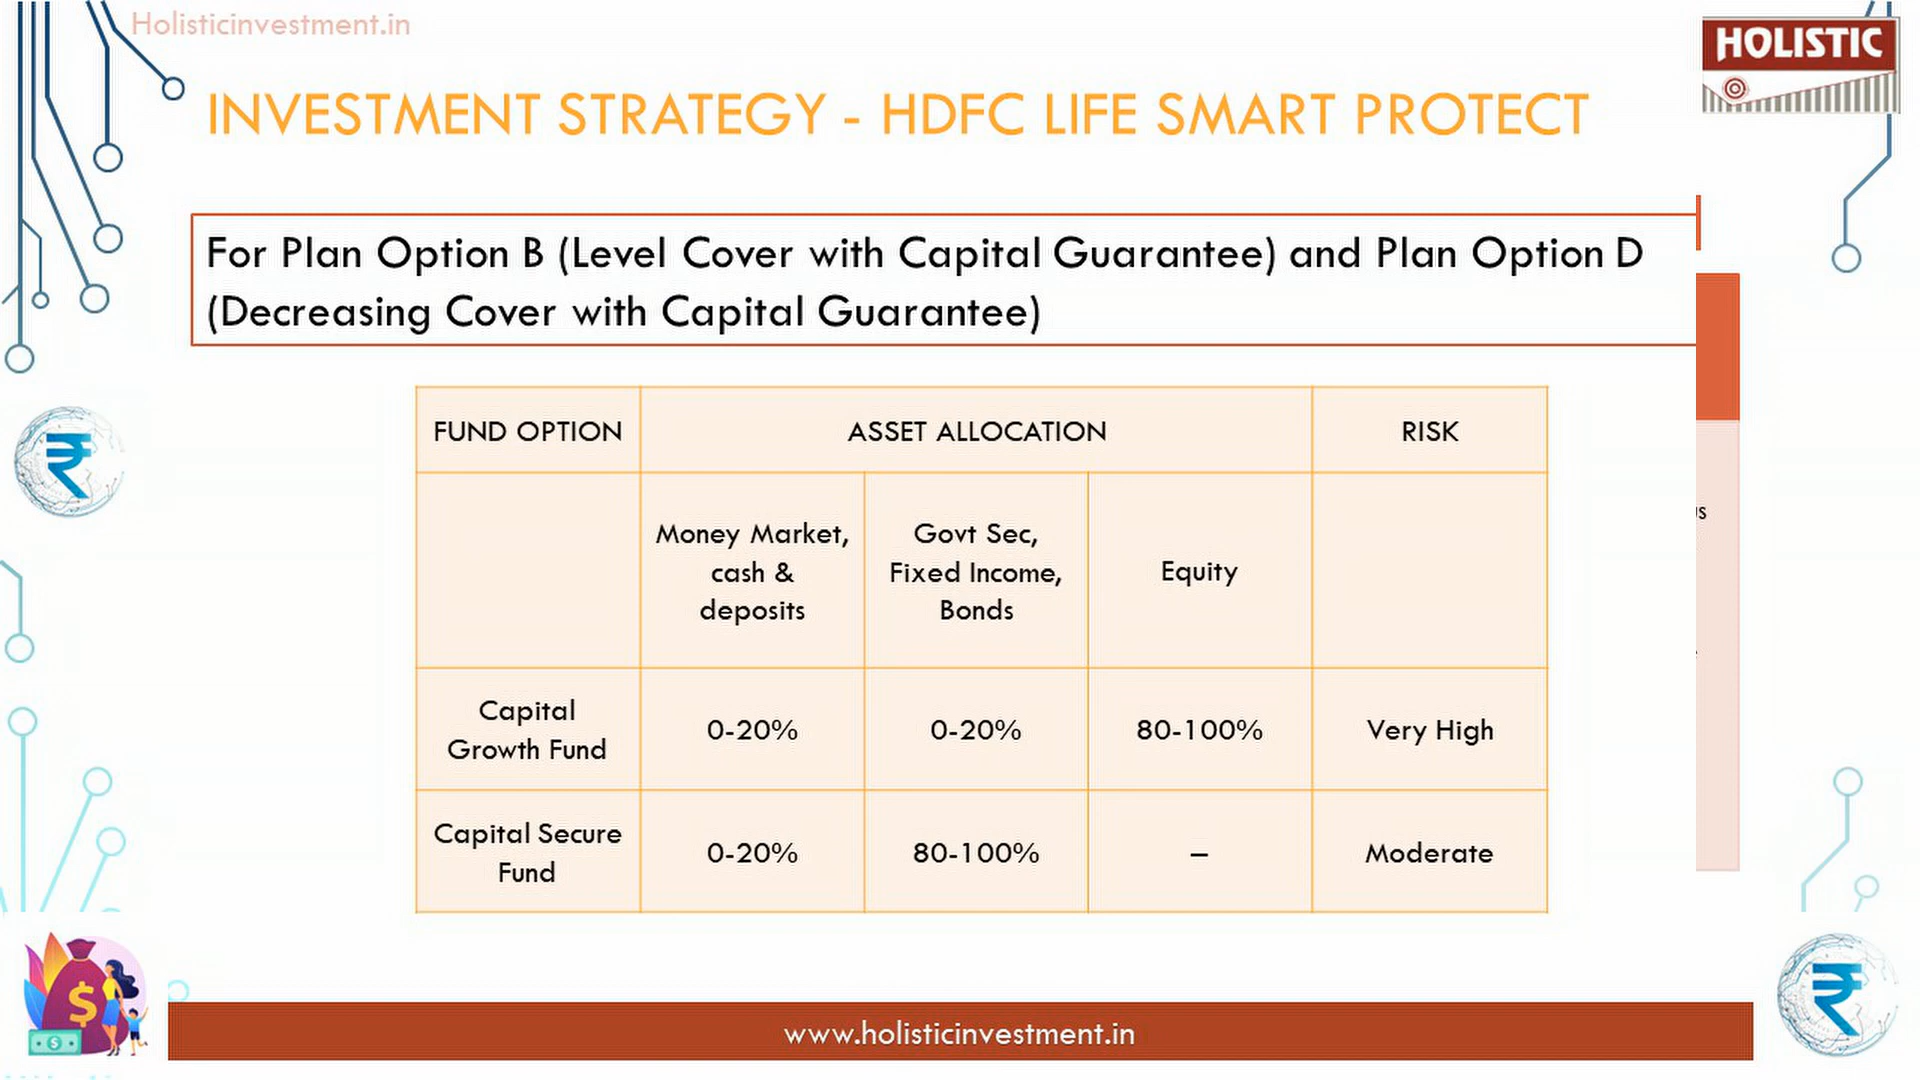 Holisticinvestment.in
HOLISTIC
INVESTMENT STRATEGY - HDFC LIFE SMART PROTECT
For Plan Option B (Level Cover with Capital Guarantee) and Plan Option D
(Decreasing Cover with Capital Guarantee)
FUND OPTION ASSET ALLOCATION RISK
Money Market,
cash &
deposits
Govt Sec,
Fixed Income,
Bonds
Equity
Capital
Growth Fund
0-20% 0-20% 80-100% Very High
Capital Secure
Fund
0-20% 80-100% – Moderate
www.holisticinvestment.in